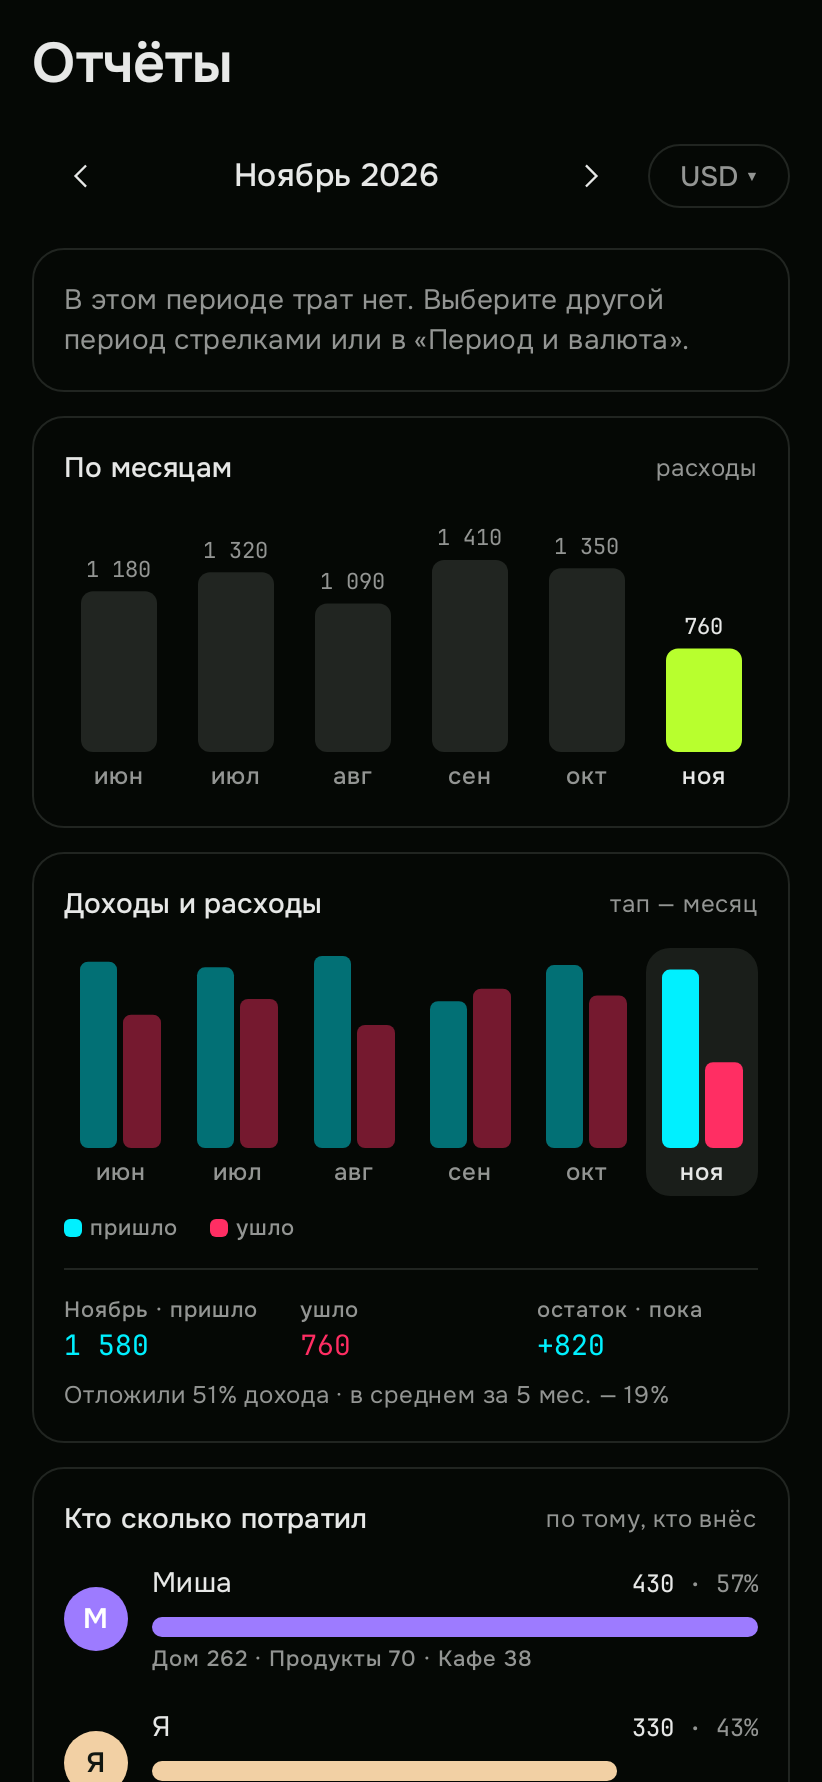 Отчёты
Ноябрь 2026
USD ▾
В этом периоде трат нет. Выберите другой
период стрелками или в «Период и валюта».
По месяцам расходы
1 180 1 320 1 090 1 410 1 350 760
июн июл авг сен окт ноя
Доходы и расходы тап — месяц
июн июл авг сен окт ноя
пришло ушло
Ноябрь · пришло ушло остаток · пока
1 580 760 +820
Отложили 51% дохода · в среднем за 5 мес. — 19%
Кто сколько потратил по тому, кто внёс
Миша 430 · 57%
М
Дом 262 · Продукты 70 · Кафе 38
Я 330 · 43%
Я